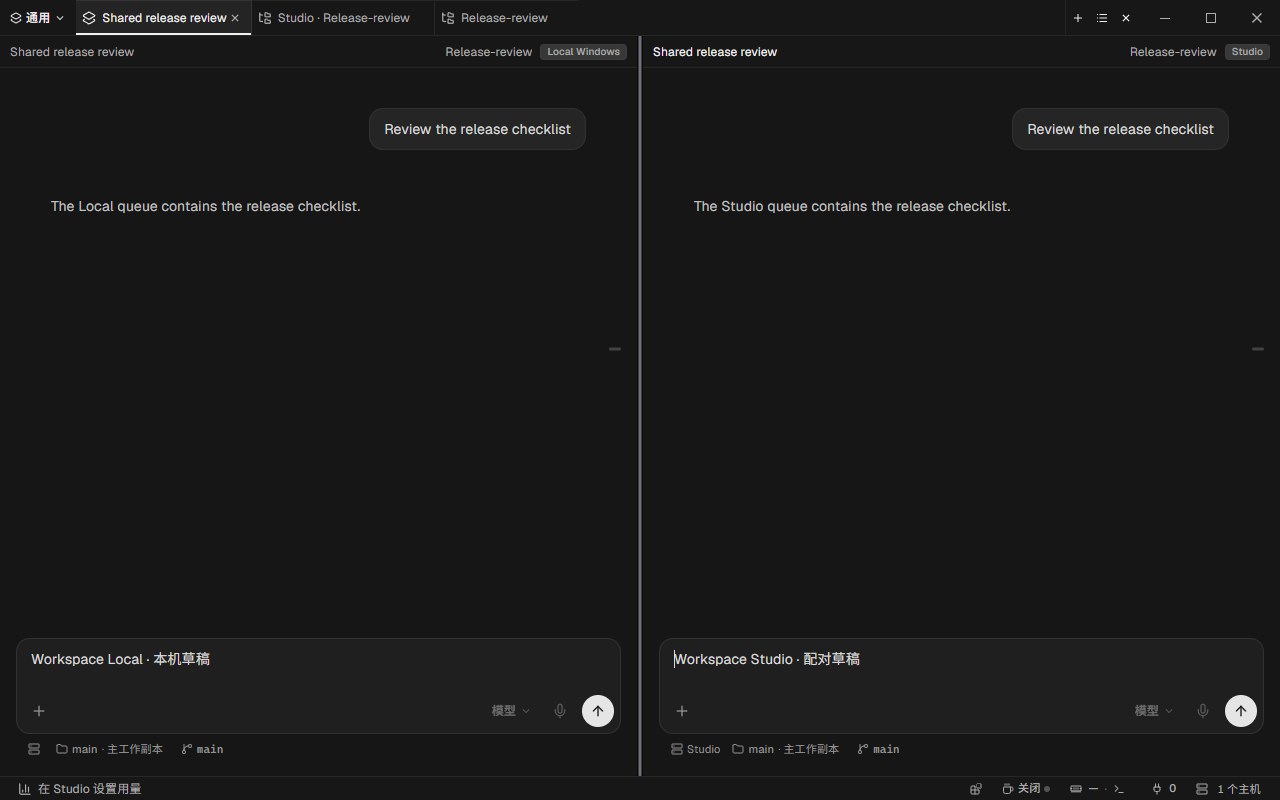 通用 Shared release review Studio · Release-review Release-review
Shared release review Release-review Local Windows
Review the release checklist
The Local queue contains the release checklist.
Workspace Local · 本机草稿
模型
main · 主工作副本 main
Shared release review Release-review Studio
Review the release checklist
The Studio queue contains the release checklist.
Workspace Studio · 配对草稿
模型
Studio main · 主工作副本 main
在 Studio 设置用量 关闭 — · 0 1 个主机